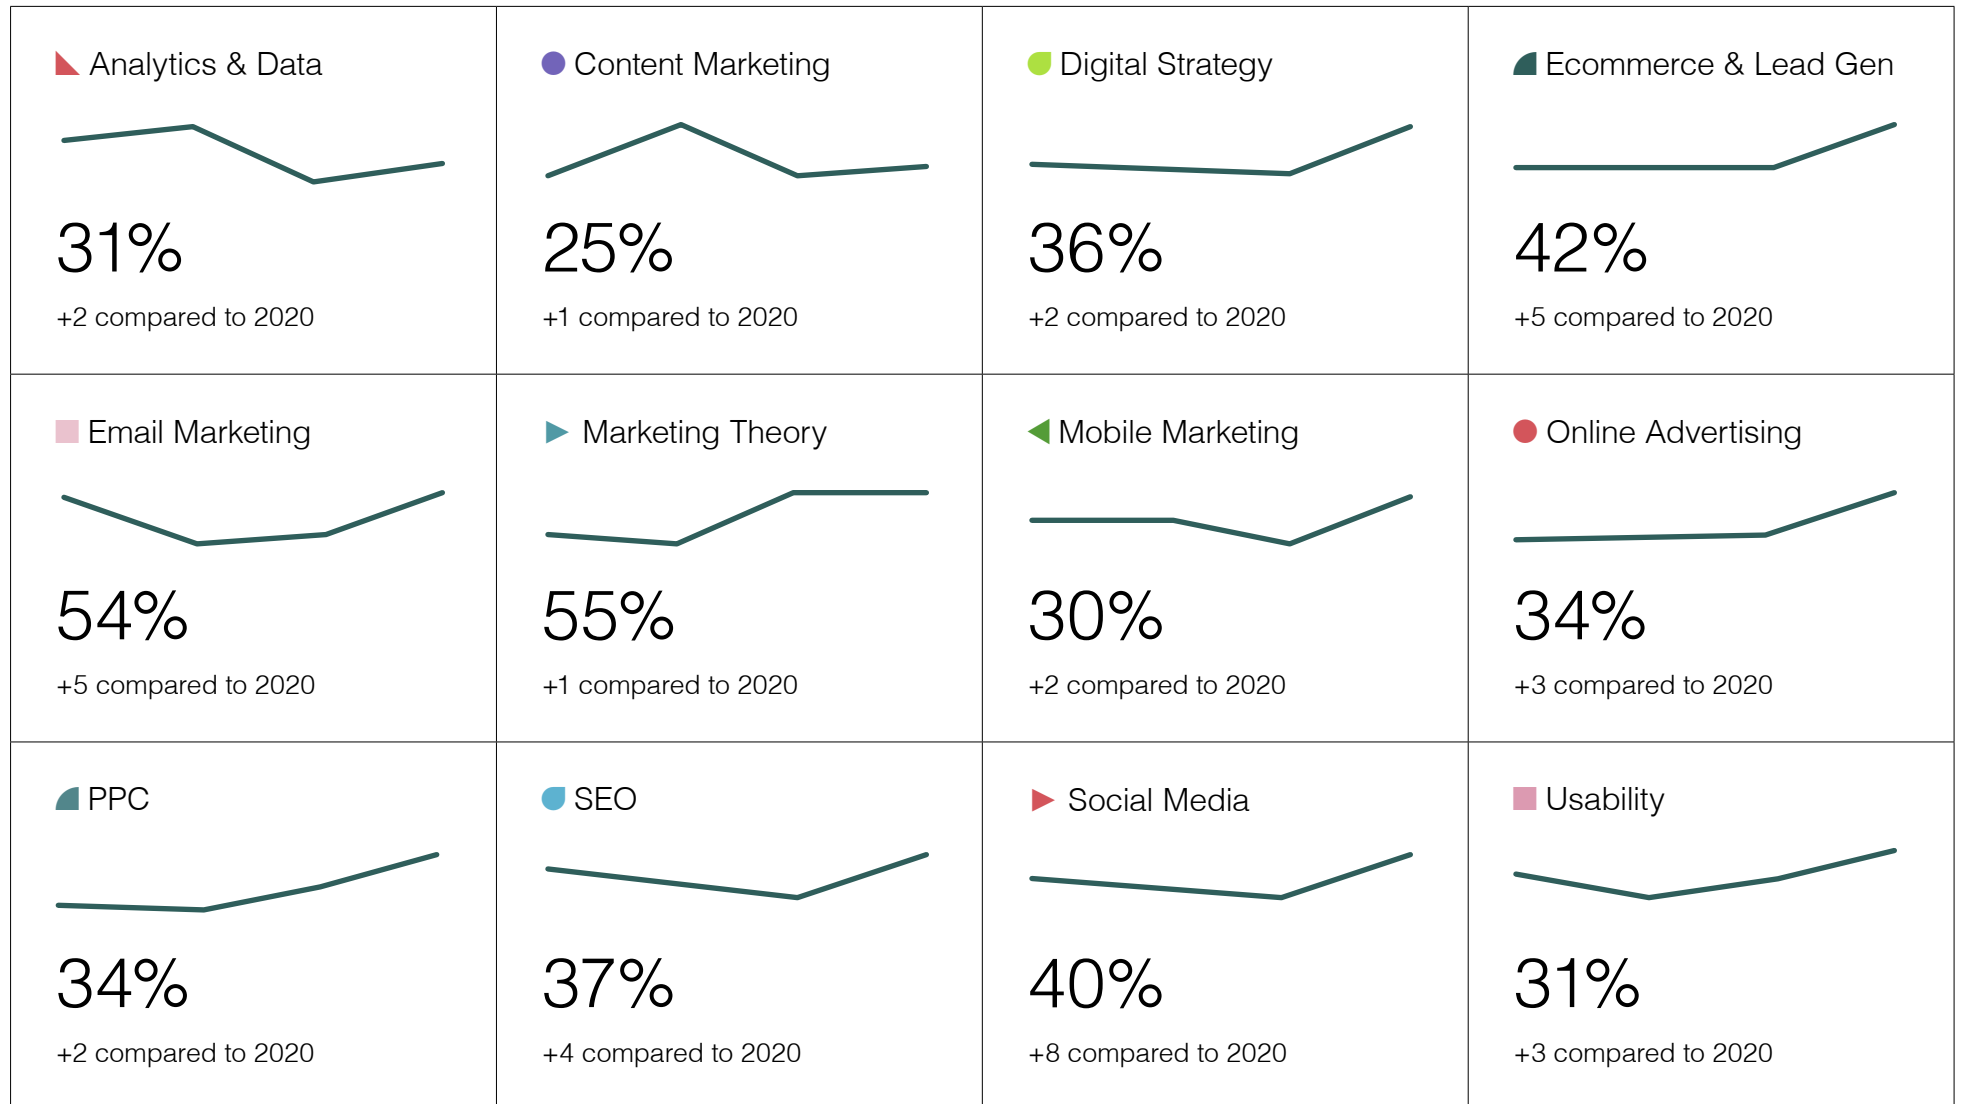 Analytics & Data
31%
+2 compared to 2020
Content Marketing
25%
+1 compared to 2020
Digital Strategy
36%
+2 compared to 2020
Ecommerce & Lead Gen
42%
+5 compared to 2020
Email Marketing
54%
+5 compared to 2020
Marketing Theory
55%
+1 compared to 2020
Mobile Marketing
30%
+2 compared to 2020
Online Advertising
34%
+3 compared to 2020
PPC
34%
+2 compared to 2020
SEO
37%
+4 compared to 2020
Social Media
40%
+8 compared to 2020
Usability
31%
+3 compared to 2020